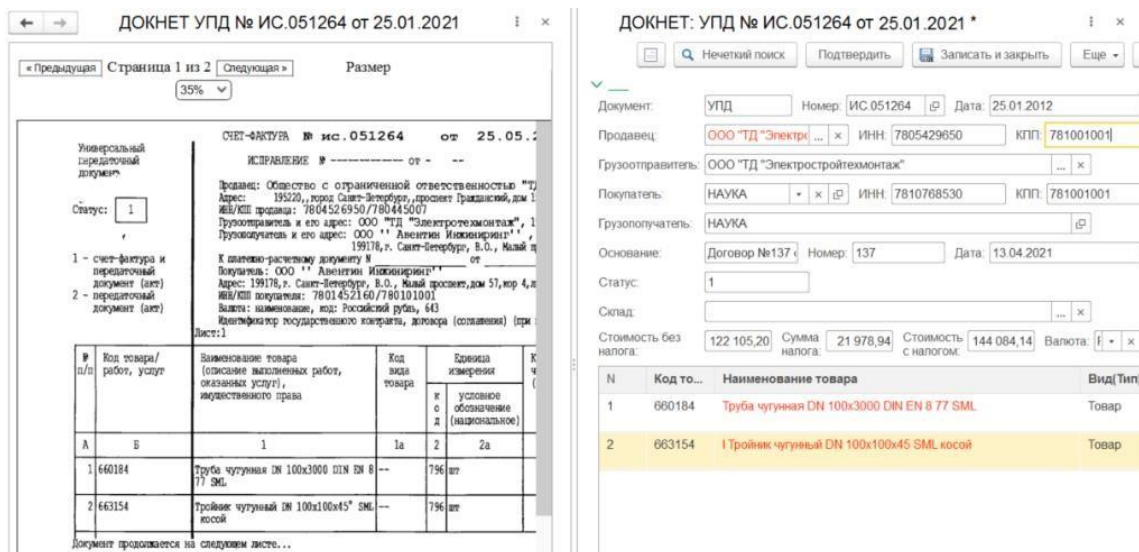 ДОКНЕТ УПД № ИС.051264 от 25.01.2021
« Предыдущая Страница 1 из 2 Следующая » Размер
35%
СЧЕТ-ФАКТУРА № ис.051264 от 25.05.2
Универсальный
передаточный
документ
ИСПРАВЛЕНИЕ № ------------ от - --
Статус: 1
1 - счет-фактура и
передаточный
документ (акт)
2 - передаточный
документ (акт)
Продавец: Общество с ограниченной ответственностью "ТД
Адрес: 195220,,город Санкт-Петербург,,проспект Гражданский,дом 1
ИНН/КПП продавца: 7804526950/780445007
Грузоотправитель и его адрес: ООО "ТД "Электротехмонтаж", 1
Грузополучатель и его адрес: ООО '' Авентин Инжиниринг'' ,
199178,г. Санкт-Петербург, В.О., Малый п
К платежно-расчетному документу N от
Покупатель: ООО '' Авентин Инжиниринг''
Адрес: 199178,г. Санкт-Петербург, В.О., Малый проспект,дом 57,кор 4,л
ИНН/КПП покупателя: 7801452160/780101001
Валюта: наименование, код: Российский рубль, 643
Идентификатор государственного контракта, договора (соглашения) (при
Лист:1
№ п/п Код товара/ работ, услуг Наименование товара (описание выполненных работ, оказанных услуг), имущественного права Код вида товара Единица измерения К
код условное обозначение (национальное)
А Б 1 1а 2 2а
1 660184 Труба чугунная DN 100x3000 DIN EN 8 -- 796 шт
77 SML
2 663154 Тройник чугунный DN 100x100x45° SML -- 796 шт
косой
Документ продолжается на следующем листе...
ДОКНЕТ: УПД № ИС.051264 от 25.01.2021 *
Нечеткий поиск Подтвердить Записать и закрыть Еще
Документ: УПД Номер: ИС.051264 Дата: 25.01.2012
Продавец: ООО "ТД "Электрс ... × ИНН: 7805429650 КПП: 781001001
Грузоотправитель: ООО "ТД "Электростройтехмонтаж" ... ×
Покупатель: НАУКА × ИНН: 7810768530 КПП: 781001001
Грузополучатель: НАУКА
Основание: Договор №137 Номер: 137 Дата: 13.04.2021
Статус: 1
Склад: ... ×
Стоимость без налога: 122 105,20 Сумма налога: 21 978,94 Стоимость с налогом: 144 084,14 Валюта: ×
N Код то... Наименование товара Вид(Тип)
1 660184 Труба чугунная DN 100x3000 DIN EN 8 77 SML Товар
2 663154 I Тройник чугунный DN 100x100x45 SML косой Товар